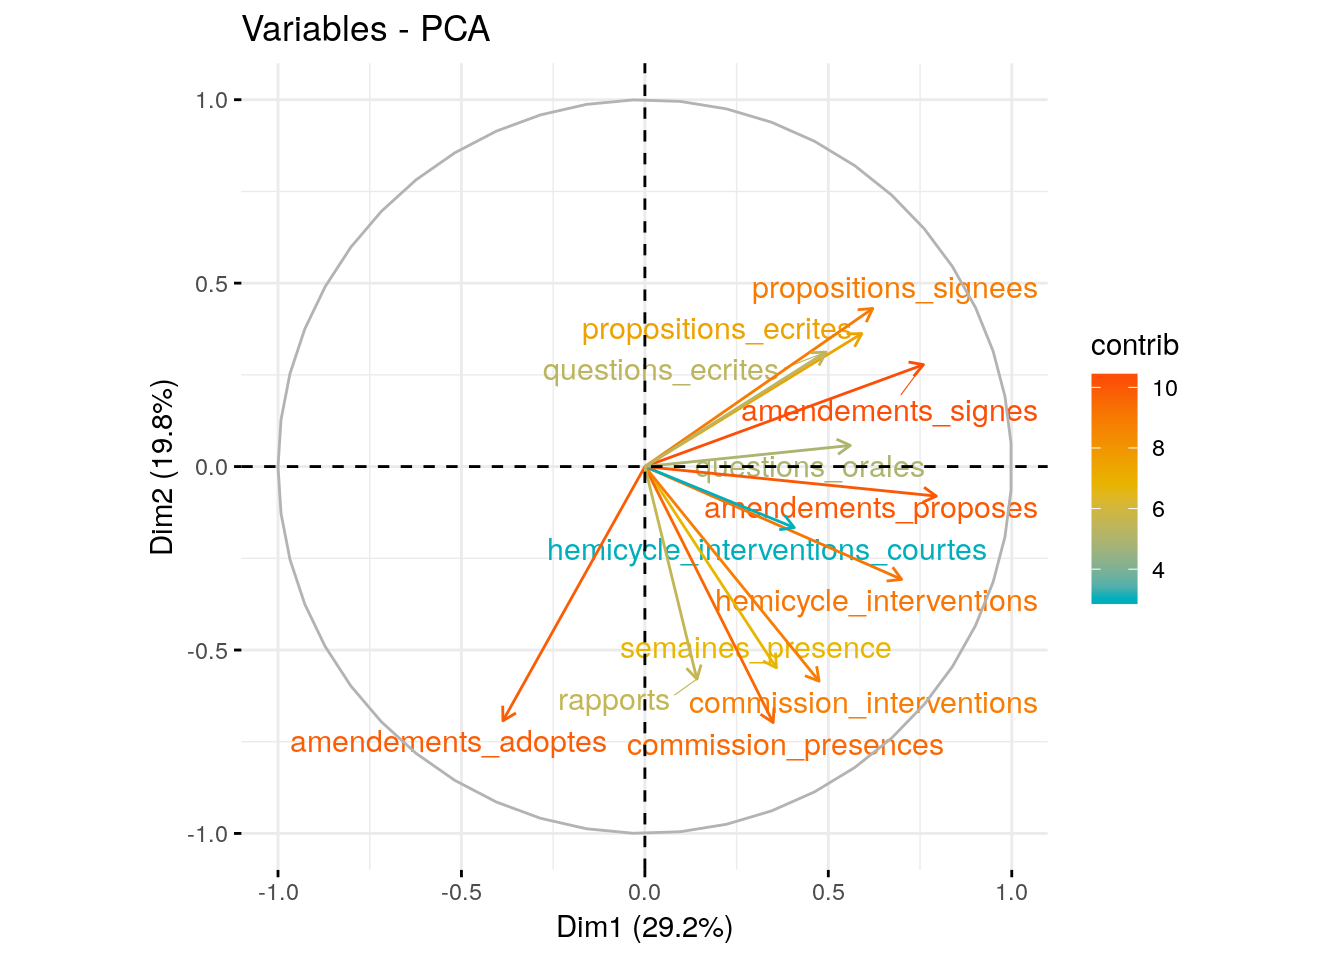 Variables - PCA
1.0
0.5
0.0
-0.5
-1.0
Dim2 (19.8%)
propositions_signees
propositions_ecrites
questions_ecrites
amendements_signes
questions_orales
amendements_proposes
hemicycle_interventions_courtes
hemicycle_interventions
semaines_presence
rapports
commission_interventions
amendements_adoptes
commission_presences
-1.0
-0.5
0.0
0.5
1.0
Dim1 (29.2%)
contrib
10
8
6
4